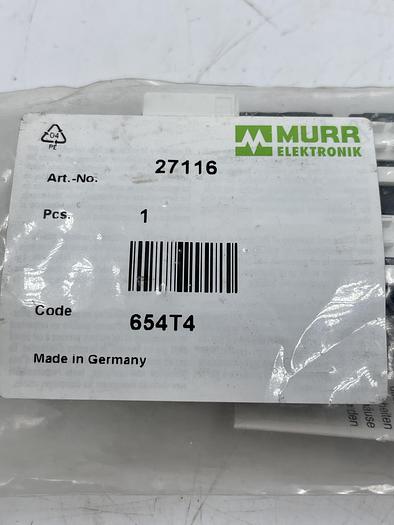 04
PE
MURR
ELEKTRONIK
Art.-No. 27116
Pcs. 1
Code 654T4
Made in Germany